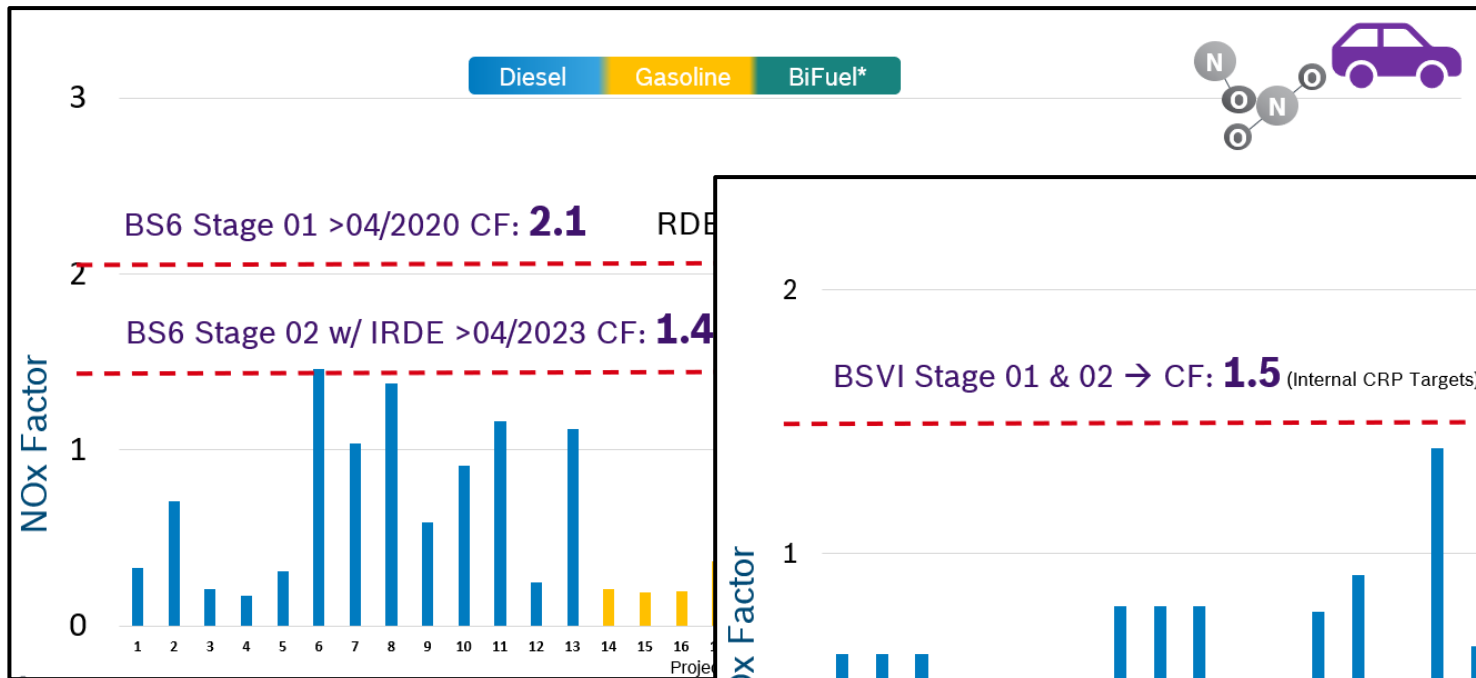 Diesel Gasoline BiFuel*
N
O
O
N
O
3
BS6 Stage 01 >04/2020 CF: 2.1
RDE
2
BS6 Stage 02 w/ IRDE >04/2023 CF: 1.4
NOx Factor
1
0
1 2 3 4 5 6 7 8 9 10 11 12 13 14 15 16
2
BSVI Stage 01 & 02 → CF: 1.5 (Internal CRP Targets)
1
Factor